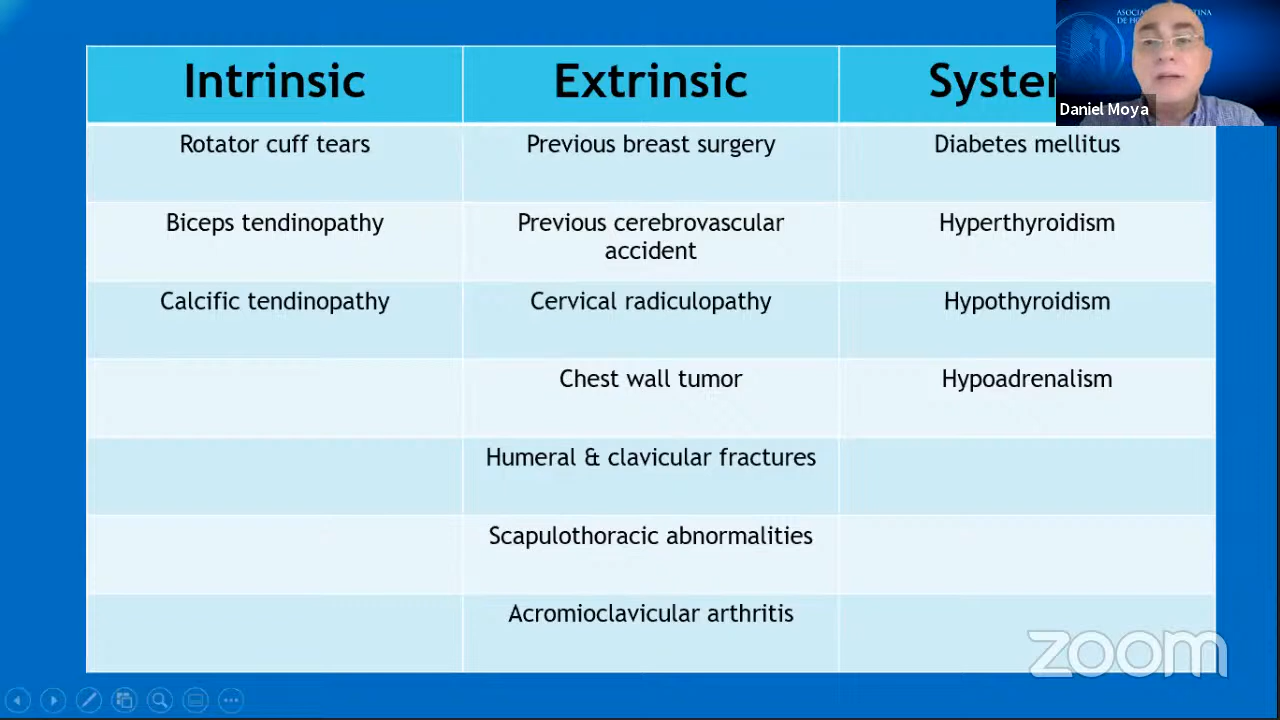 Intrinsic
Extrinsic
Daniel Moya
Rotator cuff tears
Previous breast surgery
Diabetes mellitus
Biceps tendinopathy
Previous cerebrovascular
accident
Hyperthyroidism
Calcific tendinopathy
Cervical radiculopathy
Hypothyroidism
Chest wall tumor
Hypoadrenalism
Humeral & clavicular fractures
Scapulothoracic abnormalities
Acromioclavicular arthritis
zoom